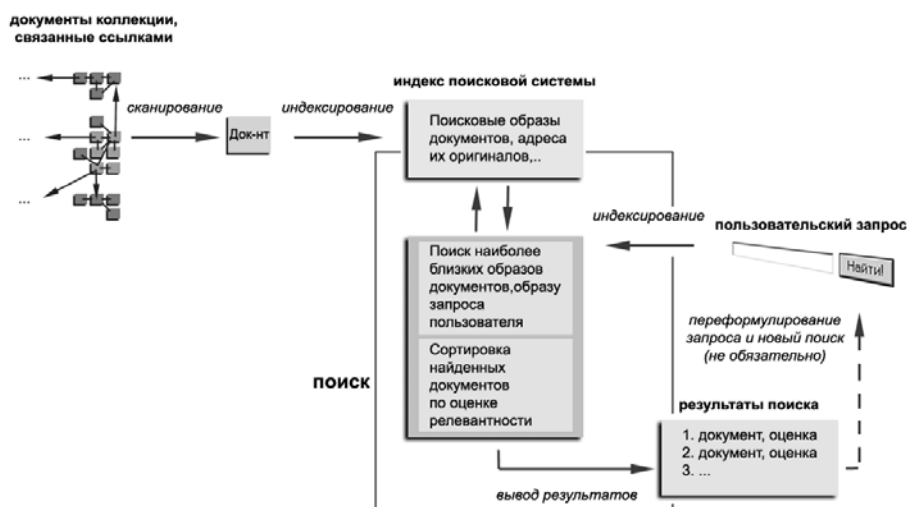 документы коллекции,
связанные ссылками
...
...
...
сканирование
Док-нт
индексирование
индекс поисковой системы
Поисковые образы
документов, адреса
их оригиналов,..
индексирование
пользовательский запрос
Найти!
Поиск наиболее
близких образов
документов,образу
запроса
пользователя
Сортировка
найденных
документов
по оценке
релевантности
поиск
переформулирование
запроса и новый поиск
(не обязательно)
результаты поиска
1. документ, оценка
2. документ, оценка
3. ...
вывод результатов